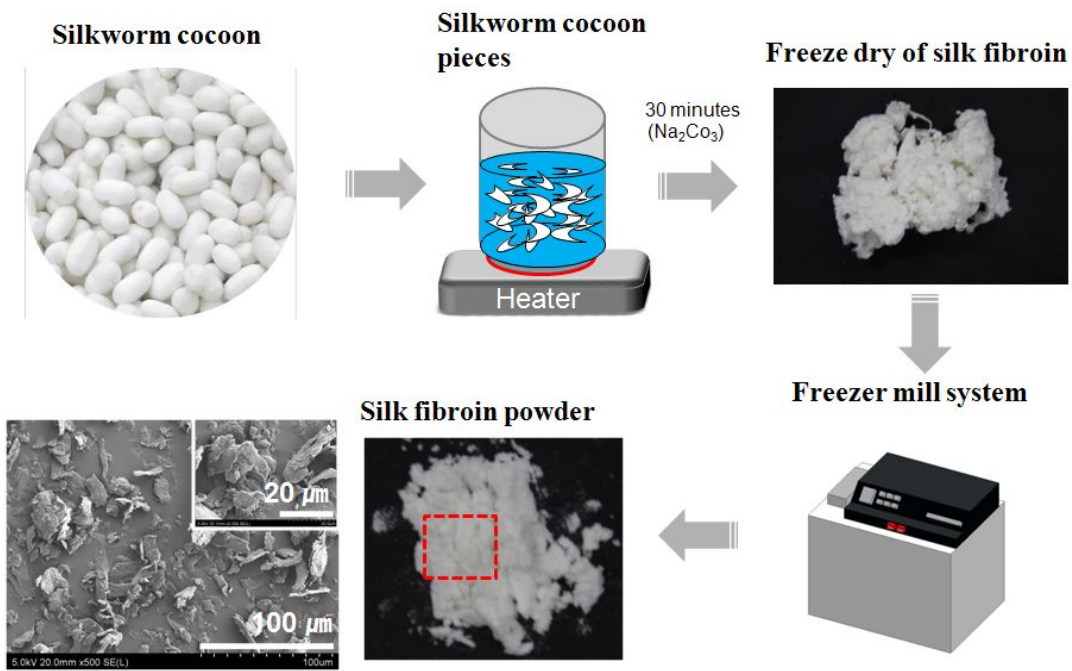 Silkworm cocoon
Silkworm cocoon
pieces
Freeze dry of silk fibroin
30 minutes
(Na₂Co₃)
Heater
Freezer mill system
Silk fibroin powder
20 μm
100 μm
5.0kV 20.0mm x500 SE(L)
100um